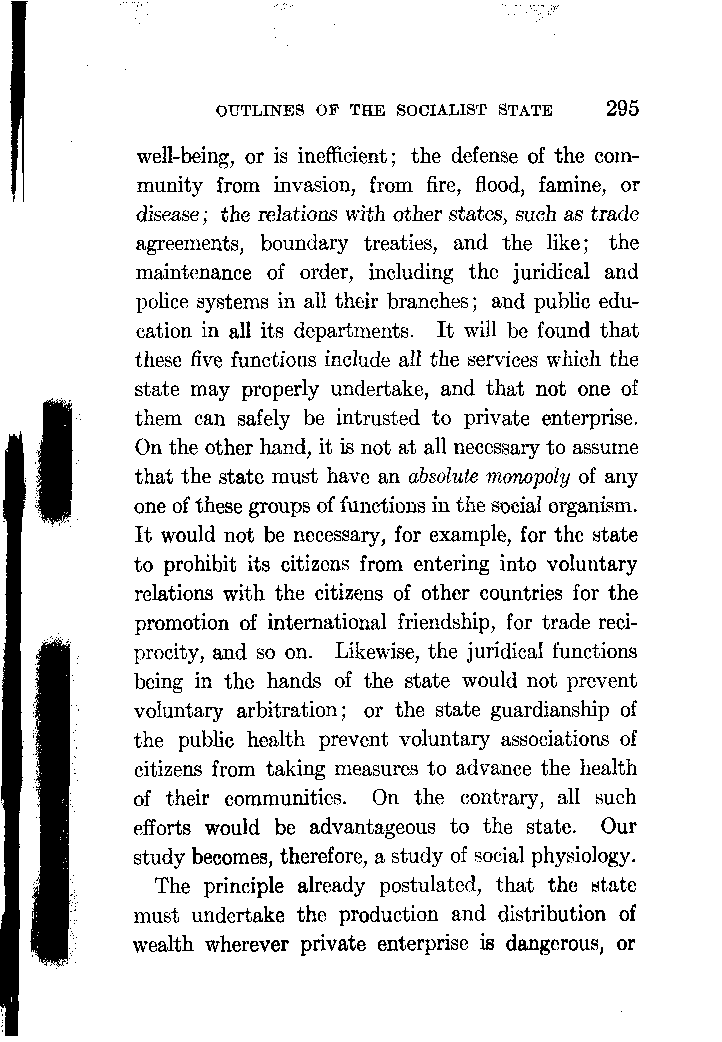 OUTLINES OF THE SOCIALIST STATE 295
well-being, or is inefficient; the defense of the com-
munity from invasion, from fire, flood, famine, or
disease; the relations with other states, such as trade
agreements, boundary treaties, and the like; the
maintenance of order, including the juridical and
police systems in all their branches; and public edu-
cation in all its departments. It will be found that
these five functions include all the services which the
state may properly undertake, and that not one of
them can safely be intrusted to private enterprise.
On the other hand, it is not at all necessary to assume
that the state must have an absolute monopoly of any
one of these groups of functions in the social organism.
It would not be necessary, for example, for the state
to prohibit its citizens from entering into voluntary
relations with the citizens of other countries for the
promotion of international friendship, for trade reci-
procity, and so on. Likewise, the juridical functions
being in the hands of the state would not prevent
voluntary arbitration; or the state guardianship of
the public health prevent voluntary associations of
citizens from taking measures to advance the health
of their communities. On the contrary, all such
efforts would be advantageous to the state. Our
study becomes, therefore, a study of social physiology.
The principle already postulated, that the state
must undertake the production and distribution of
wealth wherever private enterprise is dangerous, or